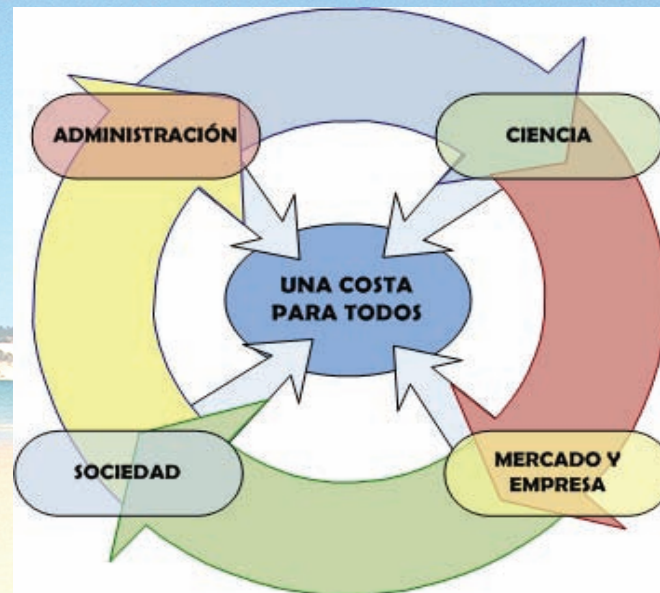 ADMINISTRACIÓN
CIENCIA
UNA COSTA
PARA TODOS
SOCIEDAD
MERCADO Y
EMPRESA